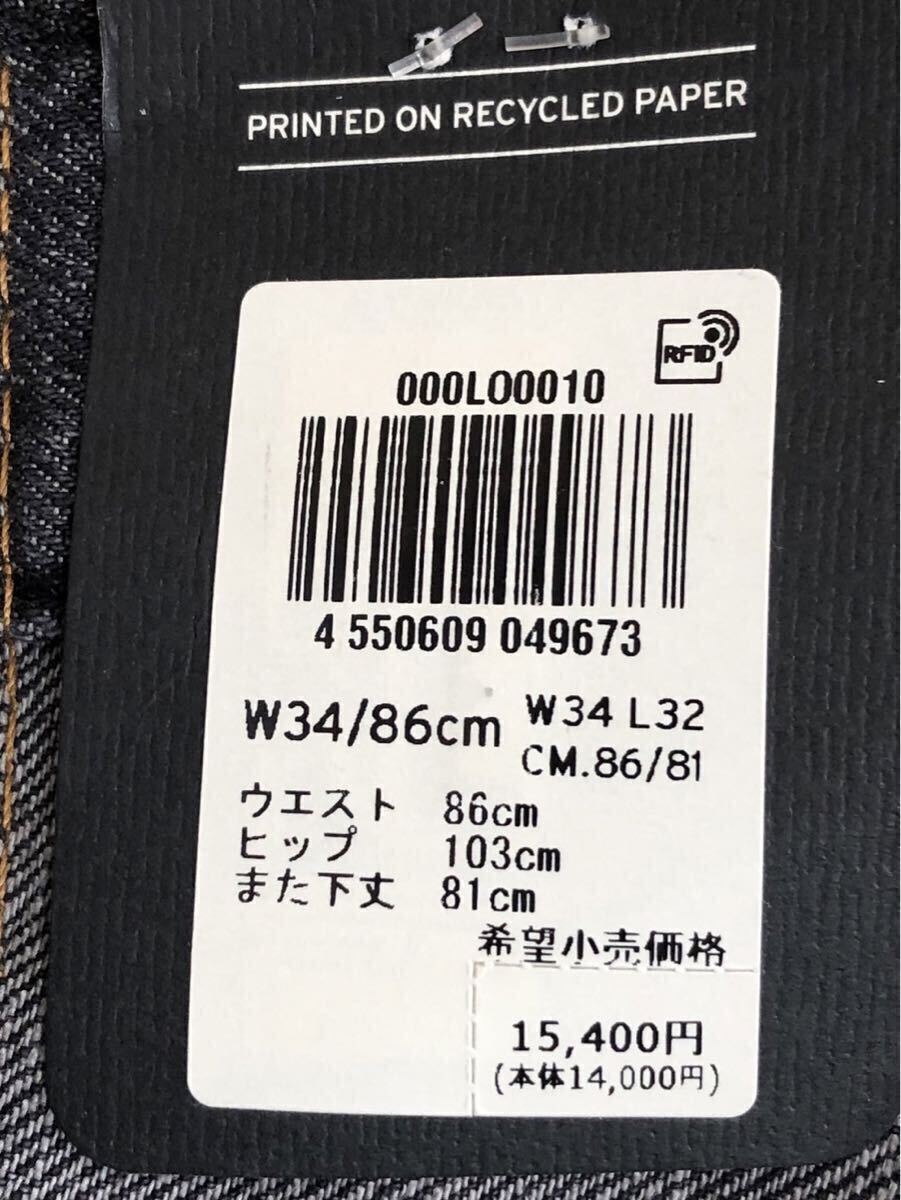 PRINTED ON RECYCLED PAPER
RFID
000LO0010
4 550609 049673
W34/86cm
W34 L32
CM.86/81
ウエスト 86cm
ヒップ 103cm
また下丈 81cm
希望小売価格
15,400円
(本体14,000円)